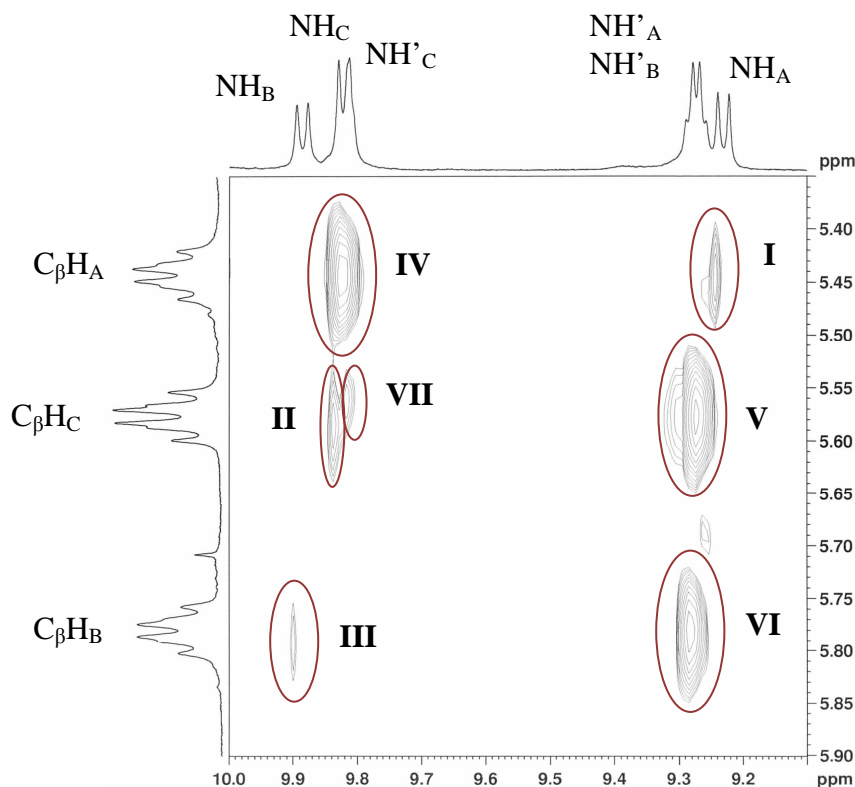 NH_C
NH'_A
NH'_C
NH'_B
NH_B
NH_A
ppm
5.40
C_βH_A
IV
I
5.45
5.50
5.55
II
VII
C_βH_C
V
5.60
5.65
5.70
C_βH_B
III
VI
5.75
5.80
5.85
5.90
10.0 9.9 9.8 9.7 9.6 9.5 9.4 9.3 9.2 ppm